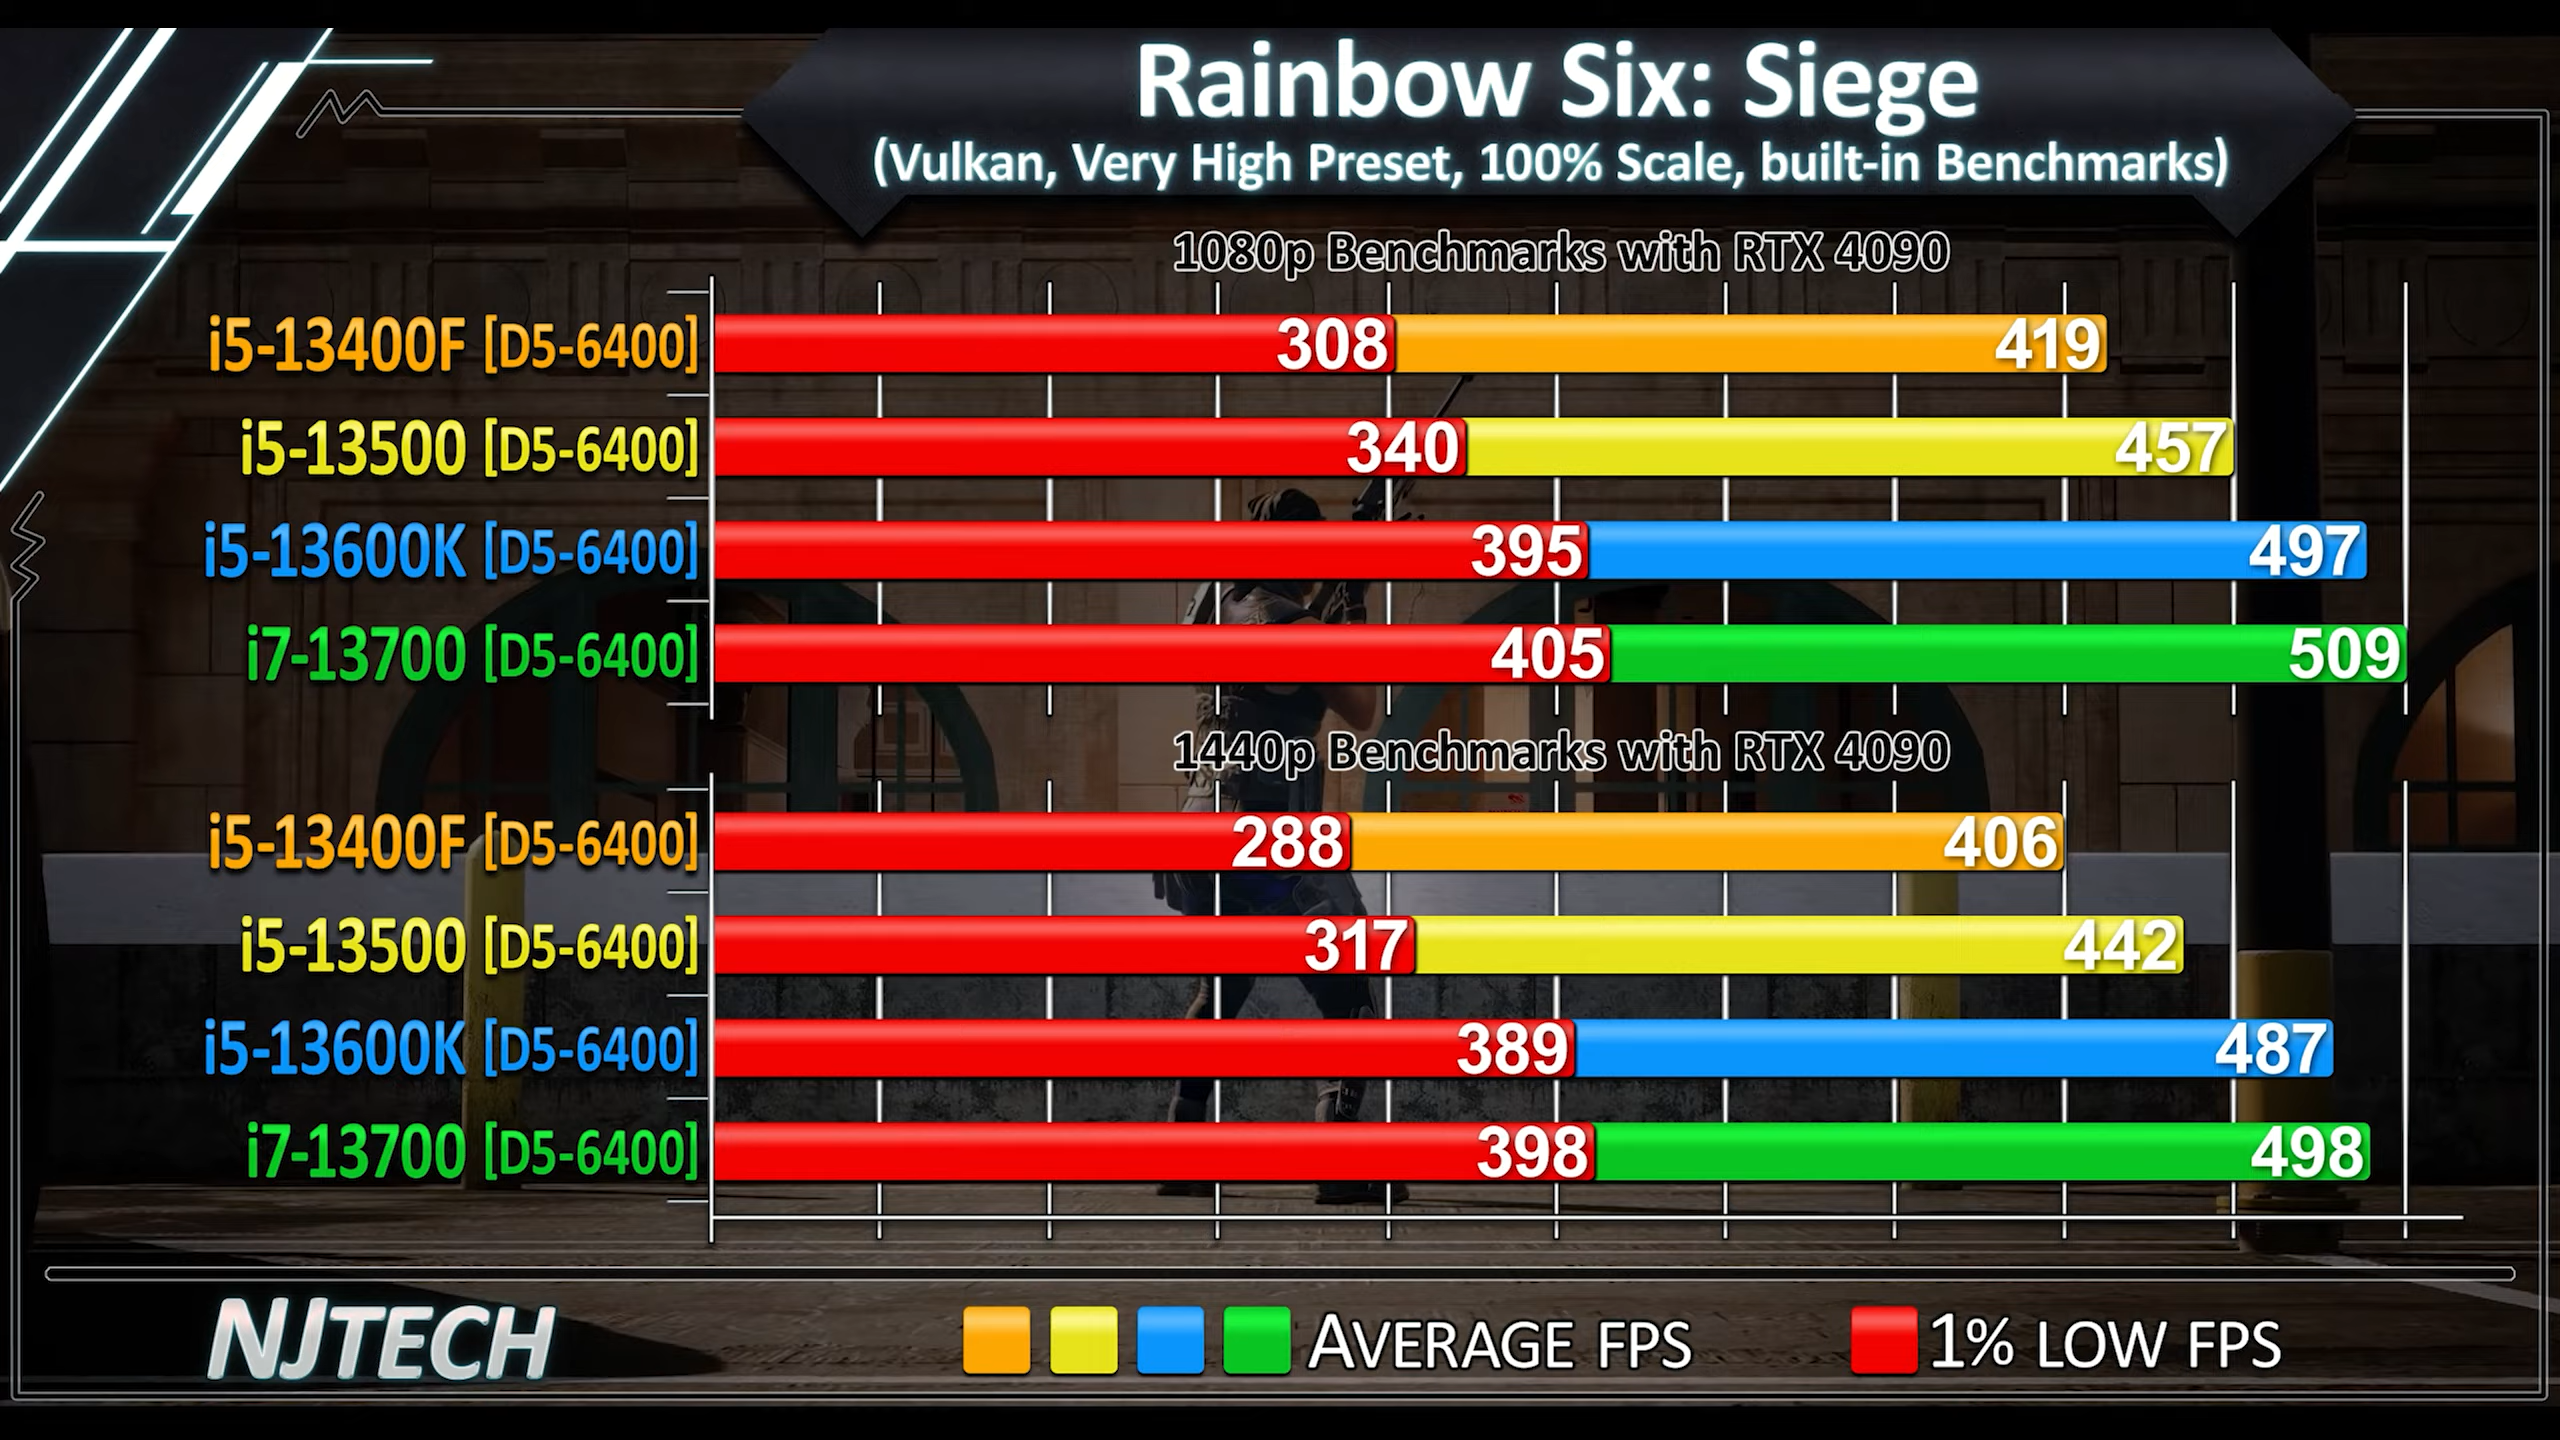 Rainbow Six: Siege
(Vulkan, Very High Preset, 100% Scale, built-in Benchmarks)
1080p Benchmarks with RTX 4090
i5-13400F [D5-6400] 308 419
i5-13500 [D5-6400] 340 457
i5-13600K [D5-6400] 395 497
i7-13700 [D5-6400] 405 509
1440p Benchmarks with RTX 4090
i5-13400F [D5-6400] 288 406
i5-13500 [D5-6400] 317 442
i5-13600K [D5-6400] 389 487
i7-13700 [D5-6400] 398 498
NJTECH AVERAGE FPS 1% LOW FPS